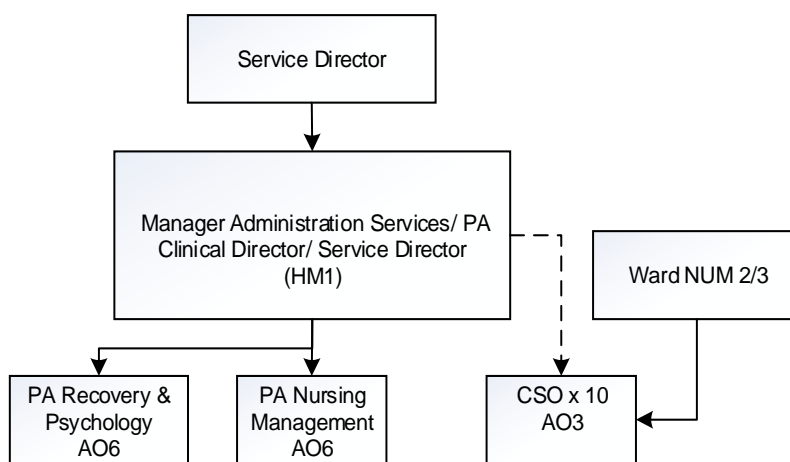 Service Director
Manager Administration Services/ PA
Clinical Director/ Service Director
(HM1)
Ward NUM 2/3
PA Recovery &
Psychology
AO6
PA Nursing
Management
AO6
CSO x 10
AO3